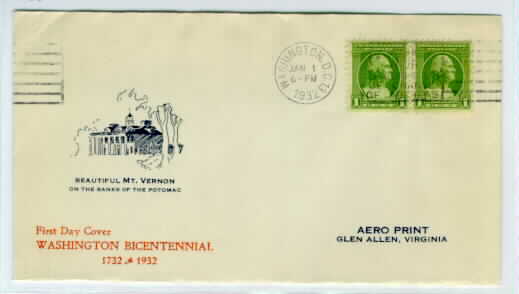 WASHINGTON, D.C.
JAN 1
6-PM
1932
BEAUTIFUL MT. VERNON
ON THE BANKS OF THE POTOMAC
First Day Cover
WASHINGTON BICENTENNIAL
1732 1932
AERO PRINT
GLEN ALLEN, VIRGINIA